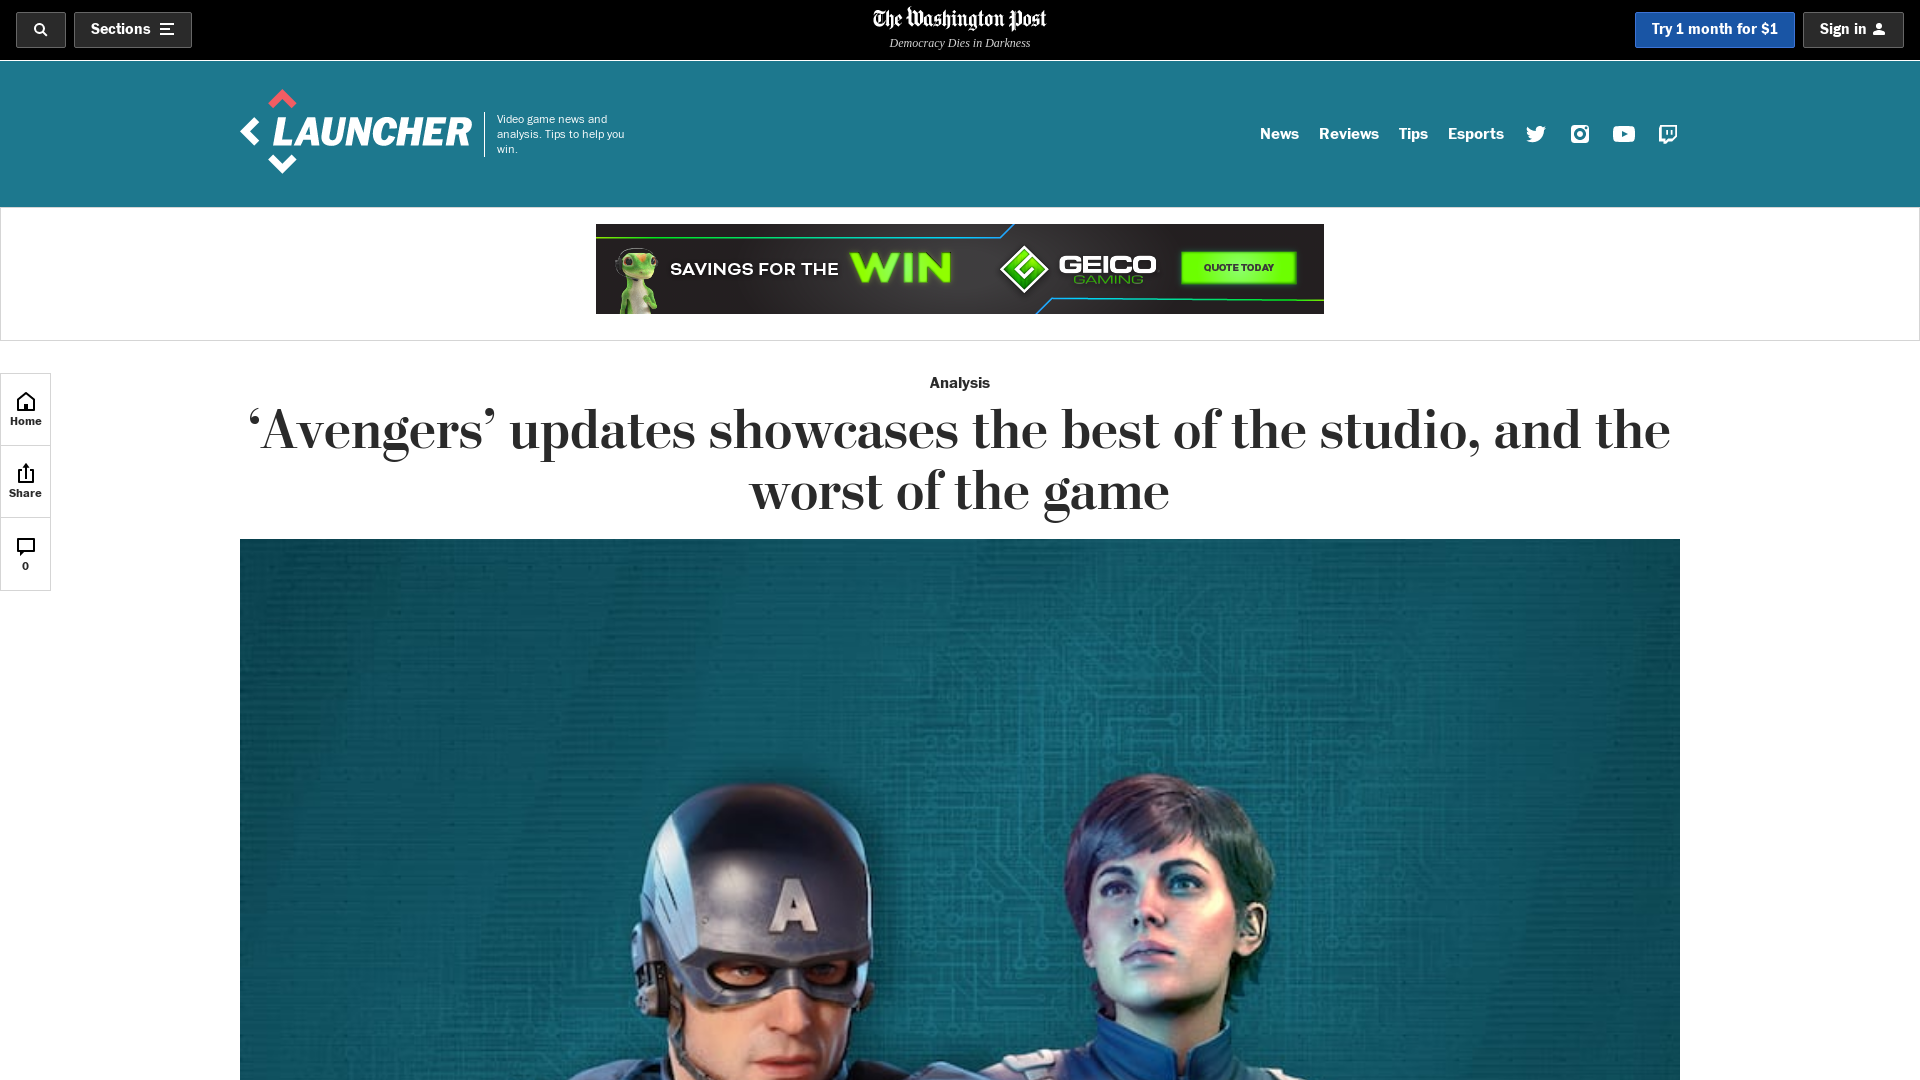 Sections
The Washington Post
Democracy Dies in Darkness
Try 1 month for $1
Sign in
LAUNCHER
Video game news and
analysis. Tips to help you
win.
News
Reviews
Tips
Esports
SAVINGS FOR THE WIN
GEICO
GAMING
QUOTE TODAY
Home
Share
0
Analysis
‘Avengers’ updates showcases the best of the studio, and the
worst of the game
A